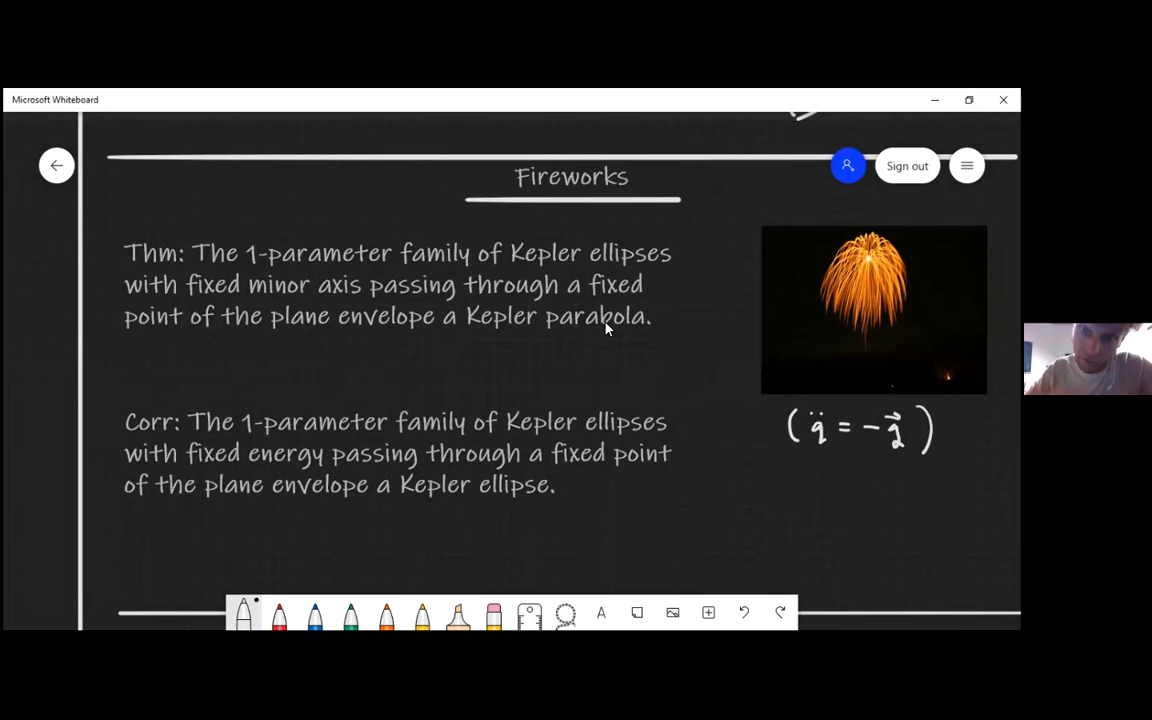 Microsoft Whiteboard
Sign out
Fireworks
Thm: The 1-parameter family of Kepler ellipses
with fixed minor axis passing through a fixed
point of the plane envelope a Kepler parabola.
(q̈ = -q⃗)
Corr: The 1-parameter family of Kepler ellipses
with fixed energy passing through a fixed point
of the plane envelope a Kepler ellipse.
A